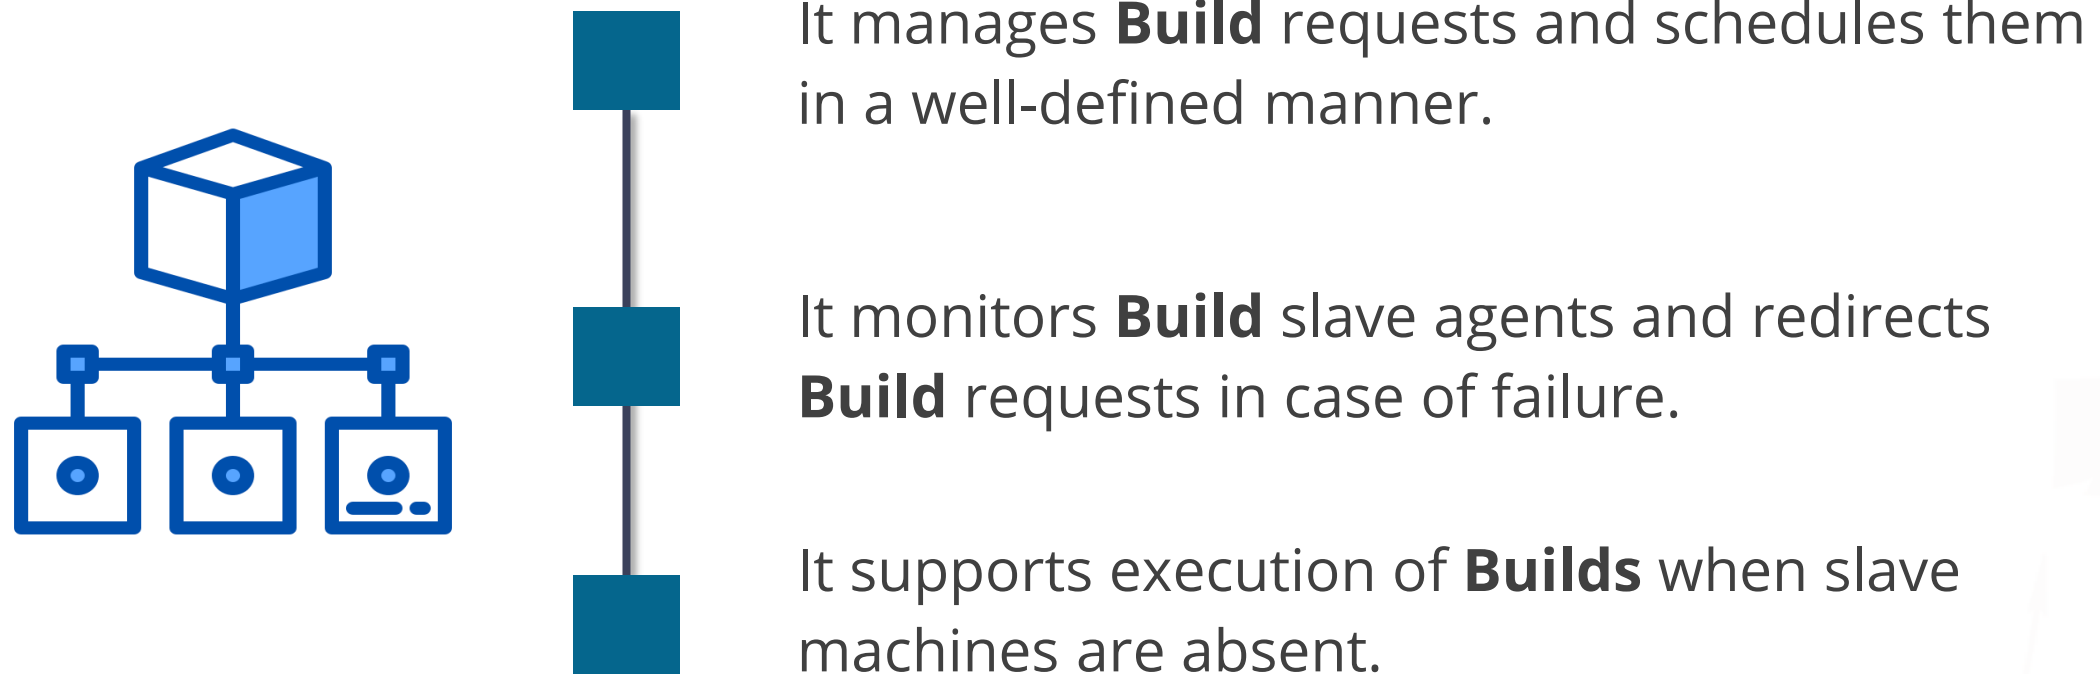 It manages Build requests and schedules them
in a well-defined manner.
It monitors Build slave agents and redirects
Build requests in case of failure.
It supports execution of Builds when slave
machines are absent.